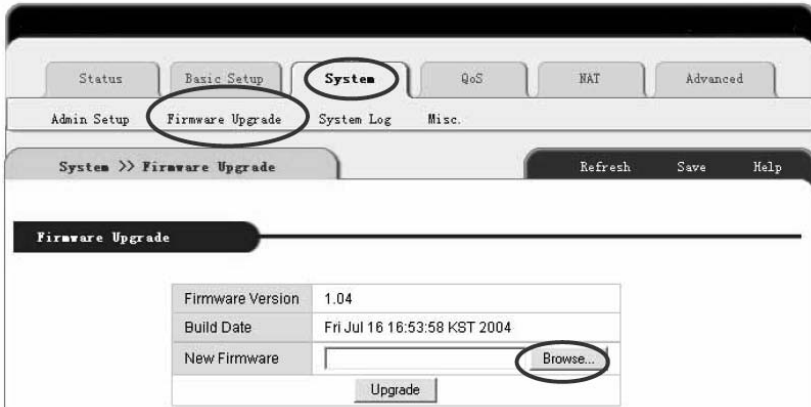 Status Basic Setup System QoS NAT Advanced
Admin Setup Firmware Upgrade System Log Misc.
System >> Firmware Upgrade Refresh Save Help
Firmware Upgrade
Firmware Version 1.04
Build Date Fri Jul 16 16:53:58 KST 2004
New Firmware Browse...
Upgrade